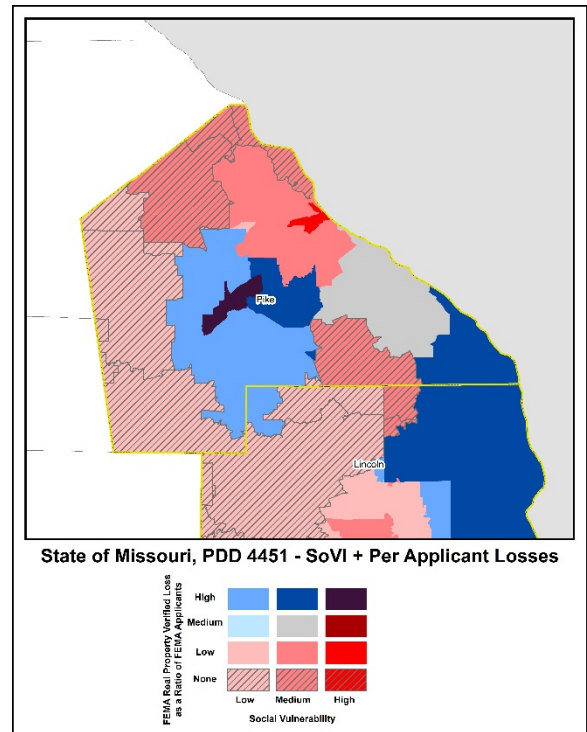 Pike
Lincoln
State of Missouri, PDD 4451 - SoVI + Per Applicant Losses
FEMA Real Property Verified Loss
as a Ratio of FEMA Applicants
High
Medium
Low
None
Low Medium High
Social Vulnerability